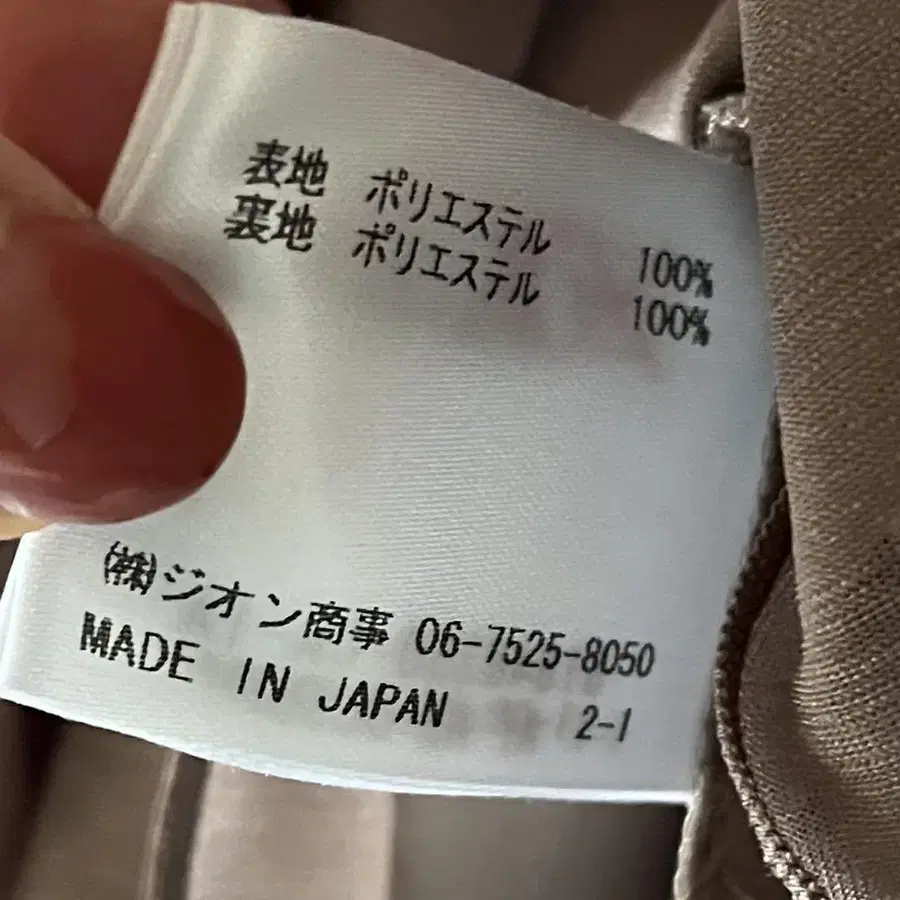 表地 ポリエステル 100%
裏地 ポリエステル 100%
㈱ジオン商事 06-7525-8050
MADE IN JAPAN 2-1